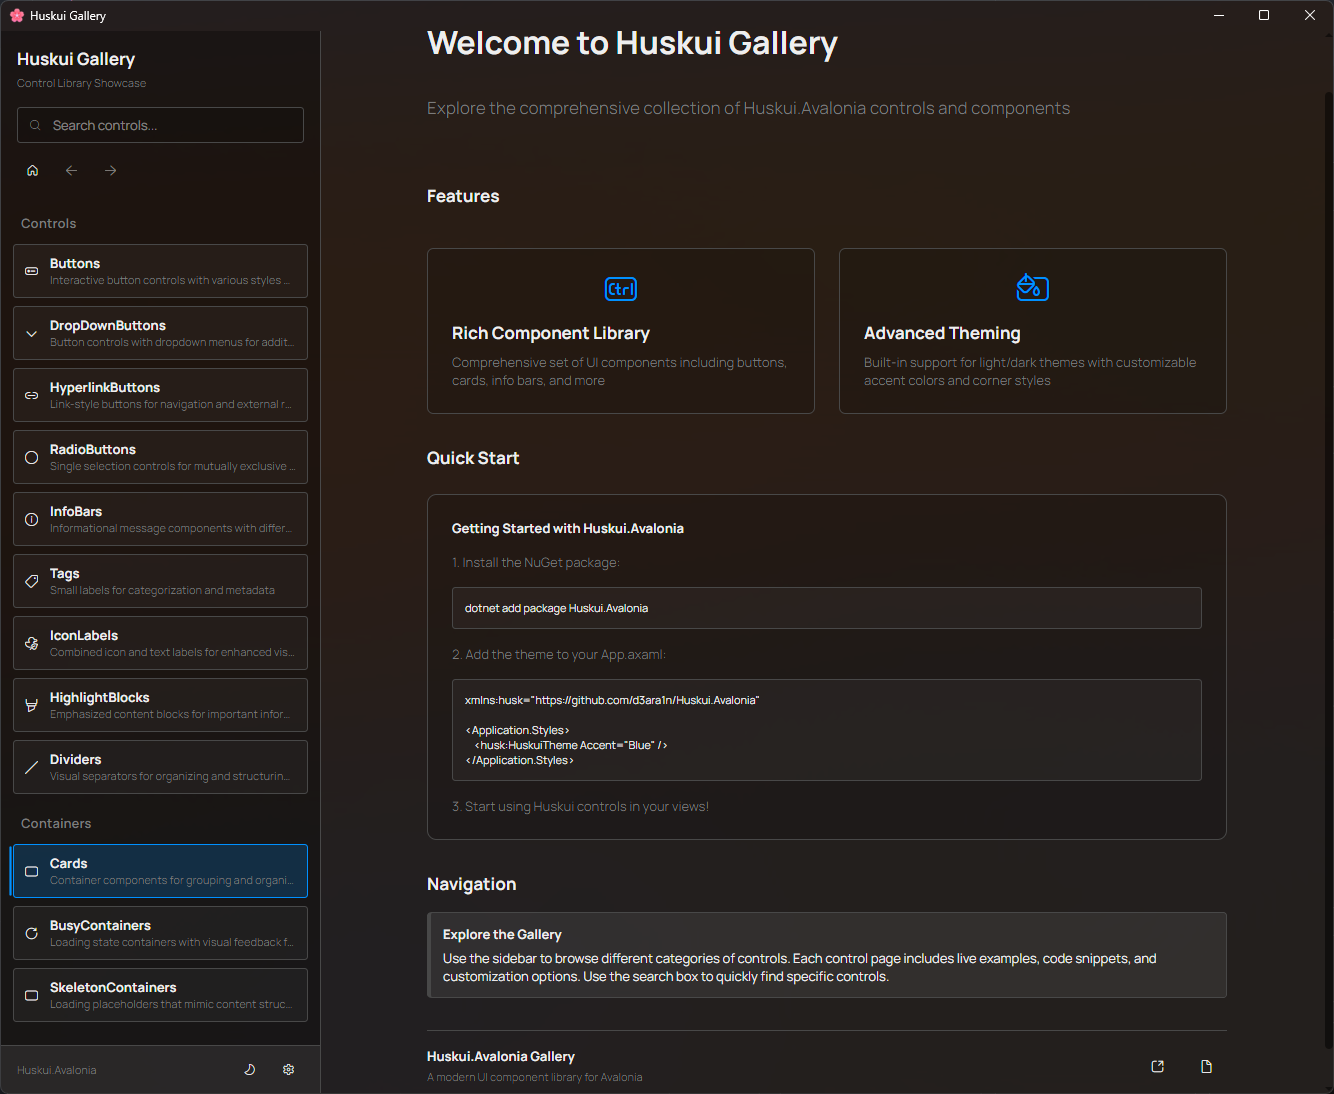 Huskui Gallery
Huskui Gallery
Control Library Showcase
Search controls...
Controls
Buttons
Interactive button controls with various styles ...
DropDownButtons
Button controls with dropdown menus for addit...
HyperlinkButtons
Link-style buttons for navigation and external r...
RadioButtons
Single selection controls for mutually exclusive ...
InfoBars
Informational message components with differ...
Tags
Small labels for categorization and metadata
IconLabels
Combined icon and text labels for enhanced vis...
HighlightBlocks
Emphasized content blocks for important infor...
Dividers
Visual separators for organizing and structurin...
Containers
Cards
Container components for grouping and organi...
BusyContainers
Loading state containers with visual feedback f...
SkeletonContainers
Loading placeholders that mimic content struc...
Huskui.Avalonia
Welcome to Huskui Gallery
Explore the comprehensive collection of Huskui.Avalonia controls and components
Features
Ctrl
Rich Component Library
Comprehensive set of UI components including buttons,
cards, info bars, and more
Advanced Theming
Built-in support for light/dark themes with customizable
accent colors and corner styles
Quick Start
Getting Started with Huskui.Avalonia
1. Install the NuGet package:
dotnet add package Huskui.Avalonia
2. Add the theme to your App.axaml:
xmlns:husk="https://github.com/d3ara1n/Huskui.Avalonia"
<Application.Styles>
<husk:HuskuiTheme Accent="Blue" />
</Application.Styles>
3. Start using Huskui controls in your views!
Navigation
Explore the Gallery
Use the sidebar to browse different categories of controls. Each control page includes live examples, code snippets, and
customization options. Use the search box to quickly find specific controls.
Huskui.Avalonia Gallery
A modern UI component library for Avalonia